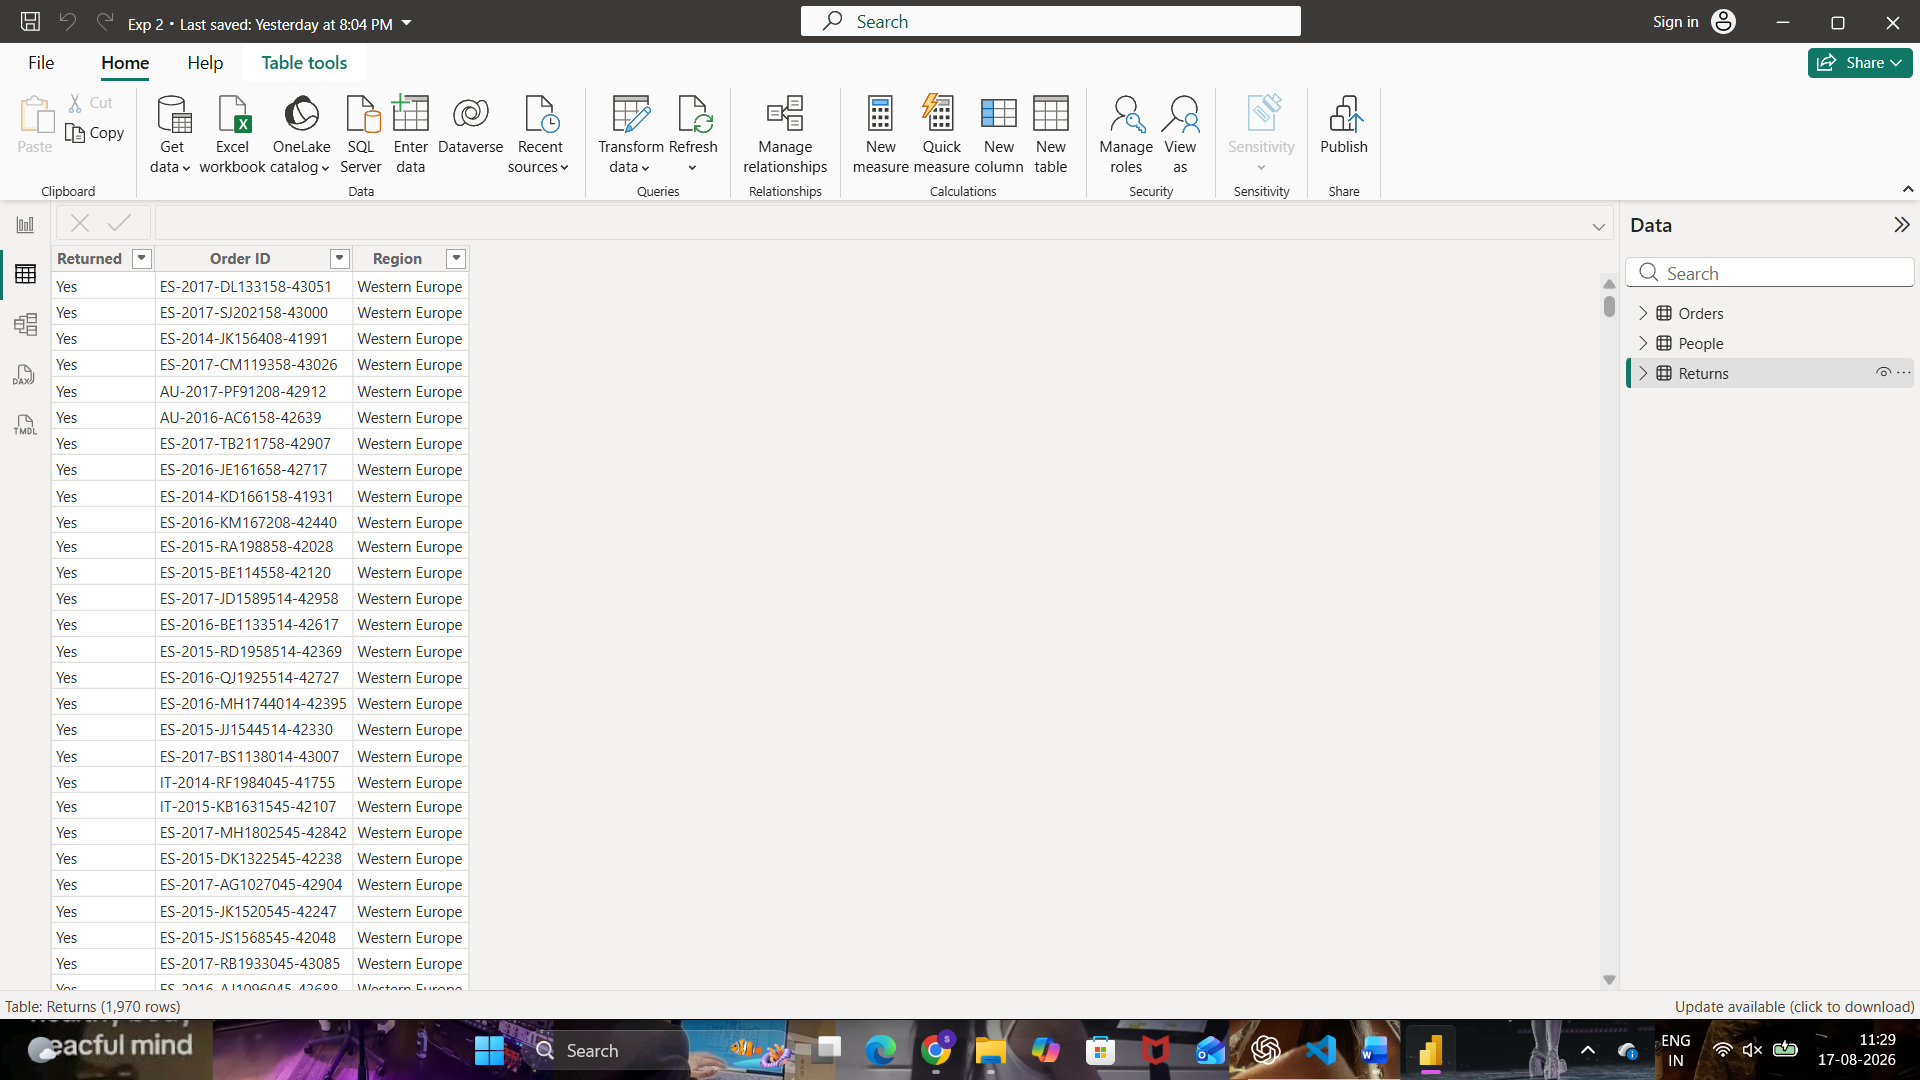 Exp 2 • Last saved: Yesterday at 8:04 PM
Search
Sign in
File
Home
Help
Table tools
Share
Paste
Cut
Copy
Clipboard
Get data
Excel workbook
OneLake catalog
SQL Server
Enter data
Dataverse
Recent sources
Data
Transform data
Refresh
Queries
Manage relationships
Relationships
New measure
Quick measure
New column
New table
Calculations
Manage roles
View as
Security
Sensitivity
Sensitivity
Publish
Share
DAX
TMDL
Returned Order ID Region
Yes ES-2017-DL133158-43051 Western Europe
Yes ES-2017-SJ202158-43000 Western Europe
Yes ES-2014-JK156408-41991 Western Europe
Yes ES-2017-CM119358-43026 Western Europe
Yes AU-2017-PF91208-42912 Western Europe
Yes AU-2016-AC6158-42639 Western Europe
Yes ES-2017-TB211758-42907 Western Europe
Yes ES-2016-JE161658-42717 Western Europe
Yes ES-2014-KD166158-41931 Western Europe
Yes ES-2016-KM167208-42440 Western Europe
Yes ES-2015-RA198858-42028 Western Europe
Yes ES-2015-BE114558-42120 Western Europe
Yes ES-2017-JD1589514-42958 Western Europe
Yes ES-2016-BE1133514-42617 Western Europe
Yes ES-2015-RD1958514-42369 Western Europe
Yes ES-2016-QJ1925514-42727 Western Europe
Yes ES-2016-MH1744014-42395 Western Europe
Yes ES-2015-JJ1544514-42330 Western Europe
Yes ES-2017-BS1138014-43007 Western Europe
Yes IT-2014-RF1984045-41755 Western Europe
Yes IT-2015-KB1631545-42107 Western Europe
Yes ES-2017-MH1802545-42842 Western Europe
Yes ES-2015-DK1322545-42238 Western Europe
Yes ES-2017-AG1027045-42904 Western Europe
Yes ES-2015-JK1520545-42247 Western Europe
Yes ES-2015-JS1568545-42048 Western Europe
Yes ES-2017-RB1933045-43085 Western Europe
Yes ES-2016-AJ1096045-42688 Western Europe
Data
Search
Orders
People
Returns
Table: Returns (1,970 rows)
Update available (click to download)
eacful mind
Search
ENG
IN
11:29
17-08-2026